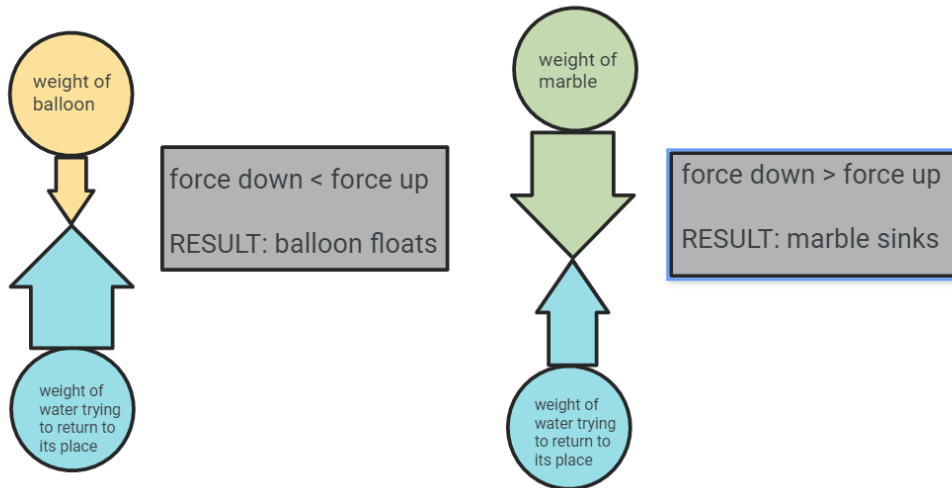 weight of
balloon
force down < force up
RESULT: balloon floats
weight of
water trying
to return to
its place
weight of
marble
force down > force up
RESULT: marble sinks
weight of
water trying
to return to
its place